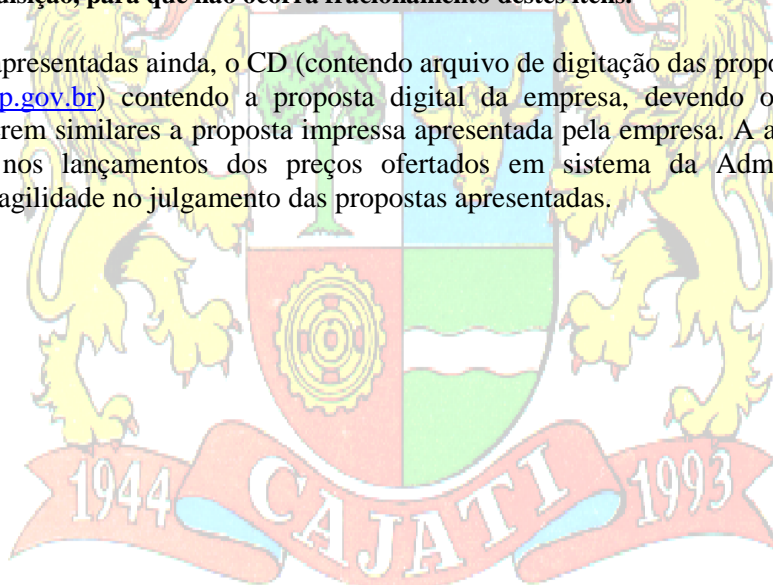 para que não ocorra fracionamento destes itens.
apresentadas ainda, o CD (contendo arquivo de digitação das propo
p.gov.br) contendo a proposta digital da empresa, devendo o
rem similares a proposta impressa apresentada pela empresa. A a
nos lançamentos dos preços ofertados em sistema da Adm
agilidade no julgamento das propostas apresentadas.
1944 CAJATI 1993